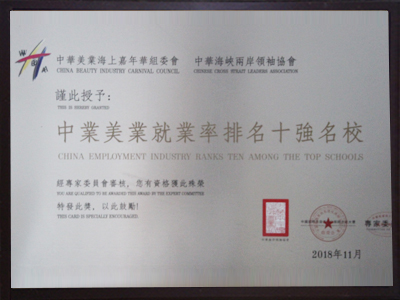 中華美業海上嘉年華組委會 中華海峽兩岸領袖協會
CHINA BEAUTY INDUSTRY CARNIVAL COUNCIL CHINESE CROSS STRAIT LEADERS ASSOCIATION
謹此授予:
THIS IS HEREBY GRANTED
中業美業就業率排名十強名校
CHINA EMPLOYMENT INDUSTRY RANKS TEN AMONG THE TOP SCHOOLS
經專家委員會審核, 您有資格獲此殊榮
YOU ARE QUALIFIED TO BE AWARDED THIS AWARD BY THE EXPERT COMMITTEE
特發此獎, 以此鼓勵!
THIS CARD IS SPECIALLY ENCOURAGED
專家委
2018年11月